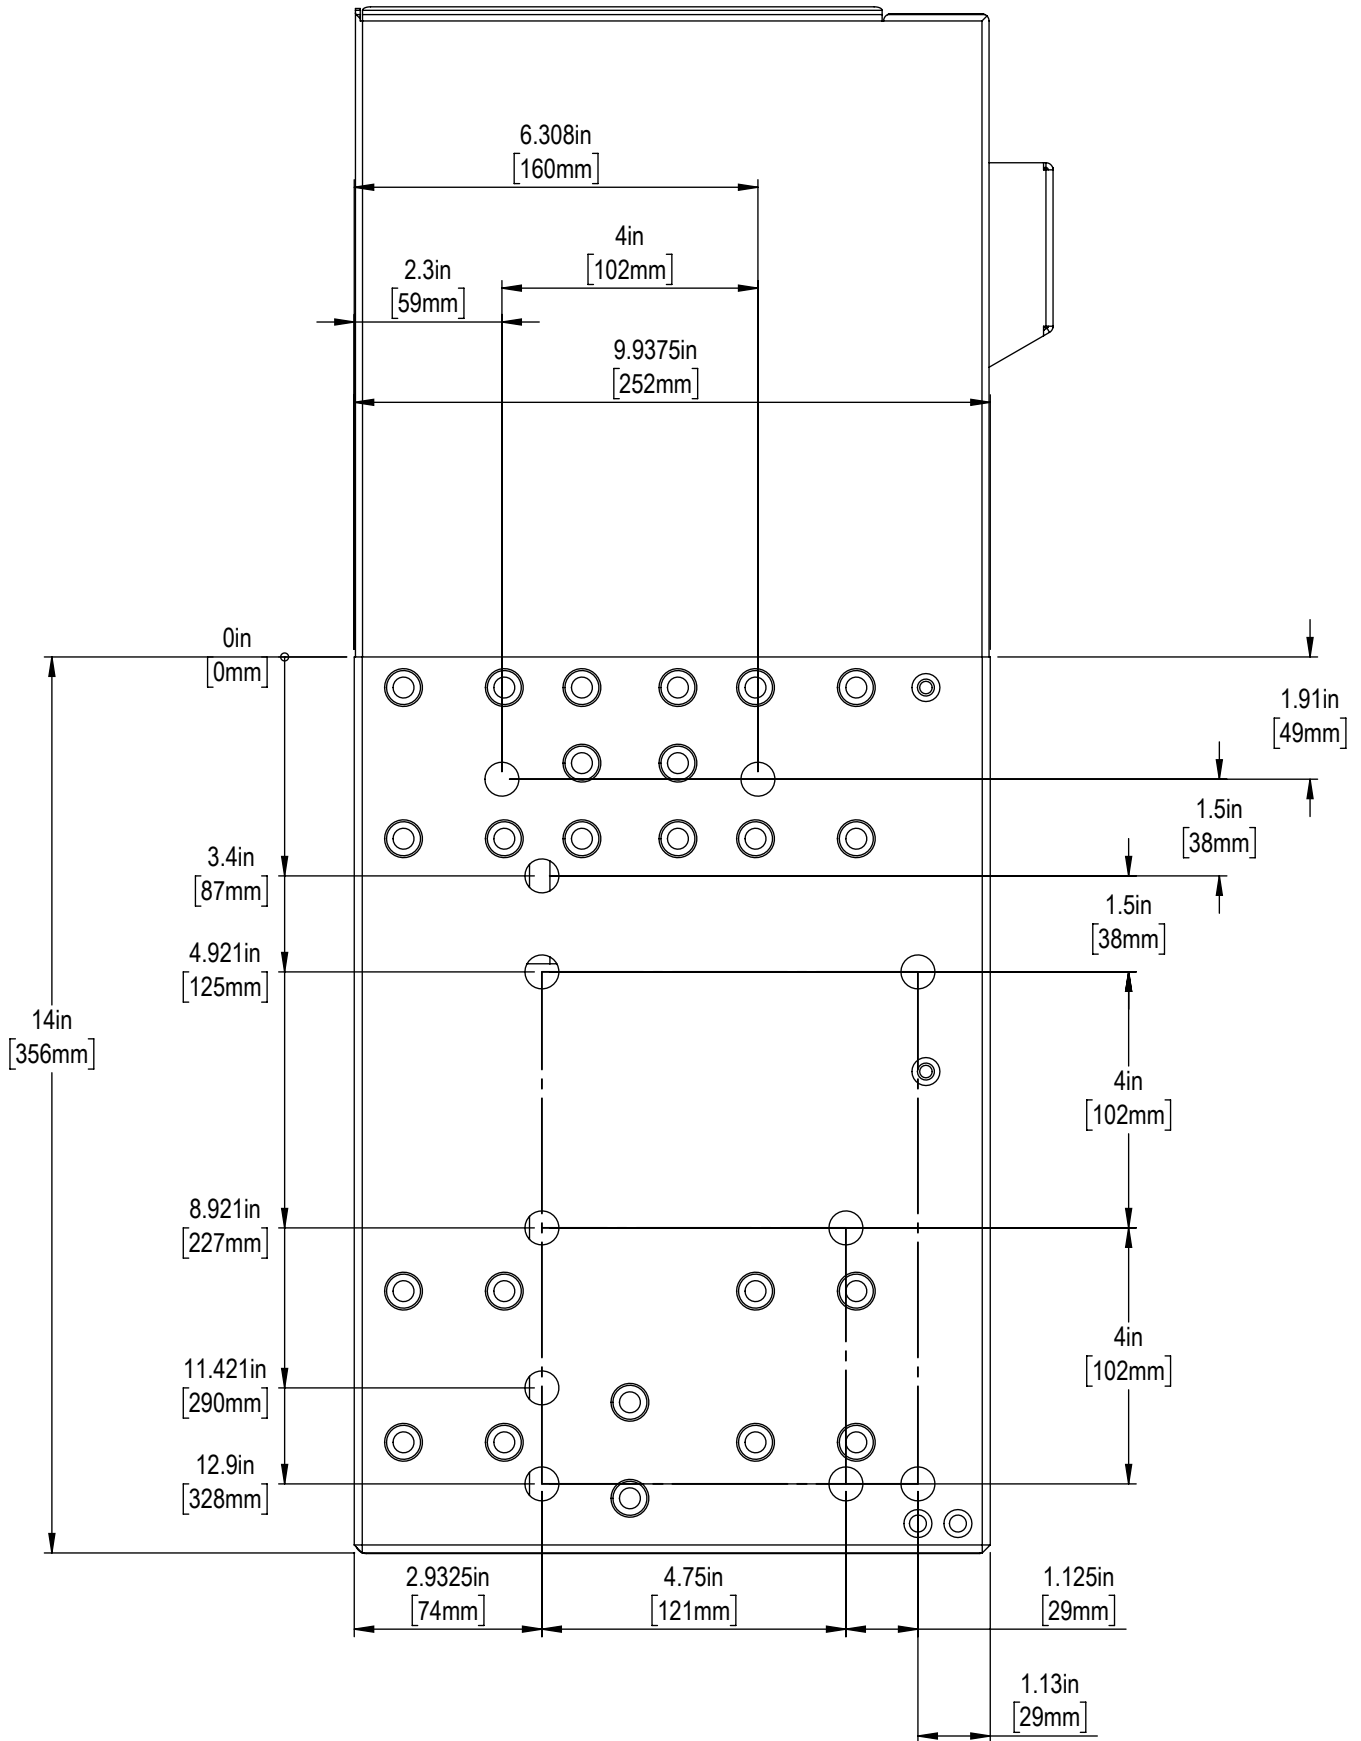 6.308in
[160mm]
4in
[102mm]
2.3in
[59mm]
9.9375in
[252mm]
0in
[0mm]
1.91in
[49mm]
1.5in
[38mm]
3.4in
[87mm]
1.5in
[38mm]
4.921in
[125mm]
14in
[356mm]
4in
[102mm]
8.921in
[227mm]
4in
[102mm]
11.421in
[290mm]
12.9in
[328mm]
2.9325in
[74mm]
4.75in
[121mm]
1.125in
[29mm]
1.13in
[29mm]